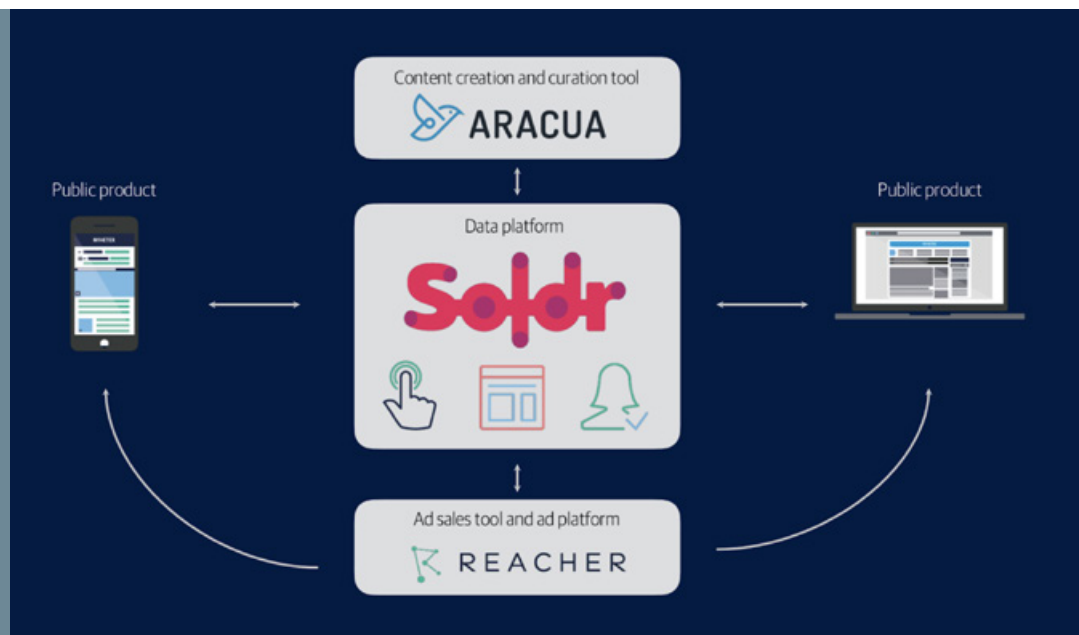 Content creation and curation tool
ARACUA
Public product
Public product
Data platform
Soldr
NYHETER
Ad sales tool and ad platform
REACHER